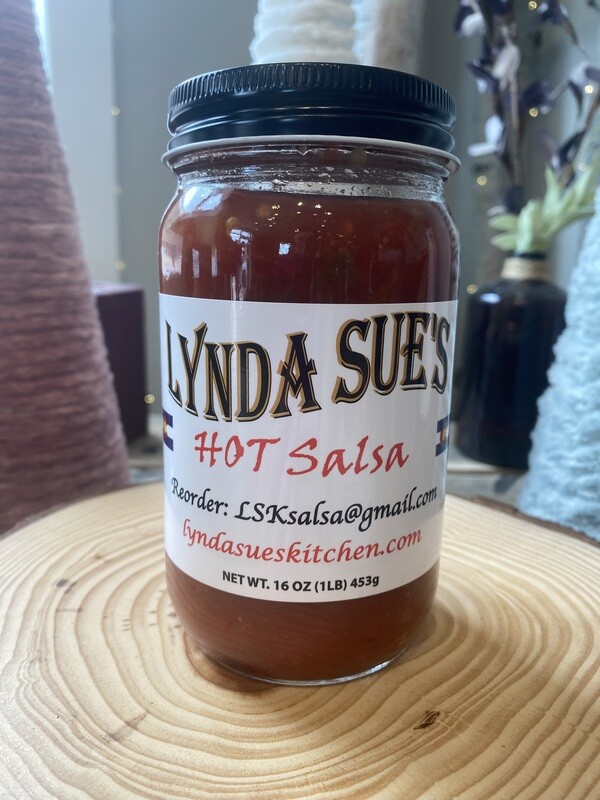 LYNDA SUE'S
HOT Salsa
Reorder: LSKsalsa@gmail.com
lyndasueskitchen.com
NET WT. 16 OZ (1LB) 453g